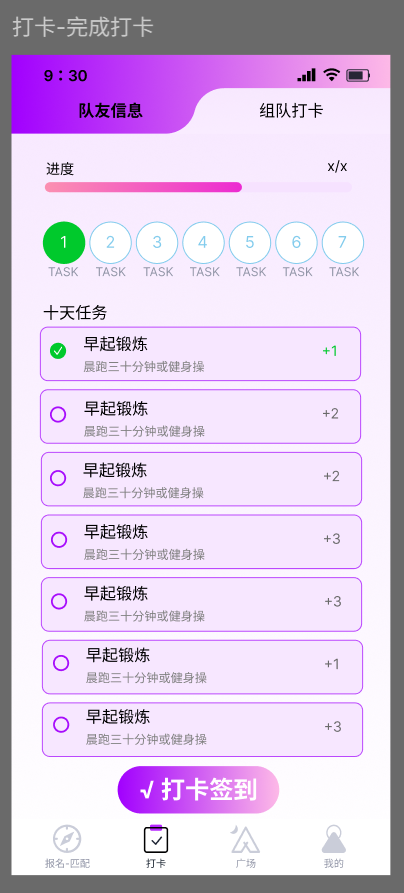 打卡-完成打卡
9：30
队友信息 组队打卡
进度 x/x
1 2 3 4 5 6 7
TASK TASK TASK TASK TASK TASK TASK
十天任务
早起锻炼 +1
晨跑三十分钟或健身操
早起锻炼 +2
晨跑三十分钟或健身操
早起锻炼 +2
晨跑三十分钟或健身操
早起锻炼 +3
晨跑三十分钟或健身操
早起锻炼 +3
晨跑三十分钟或健身操
早起锻炼 +1
晨跑三十分钟或健身操
早起锻炼 +3
晨跑三十分钟或健身操
√ 打卡签到
报名-匹配 打卡 广场 我的